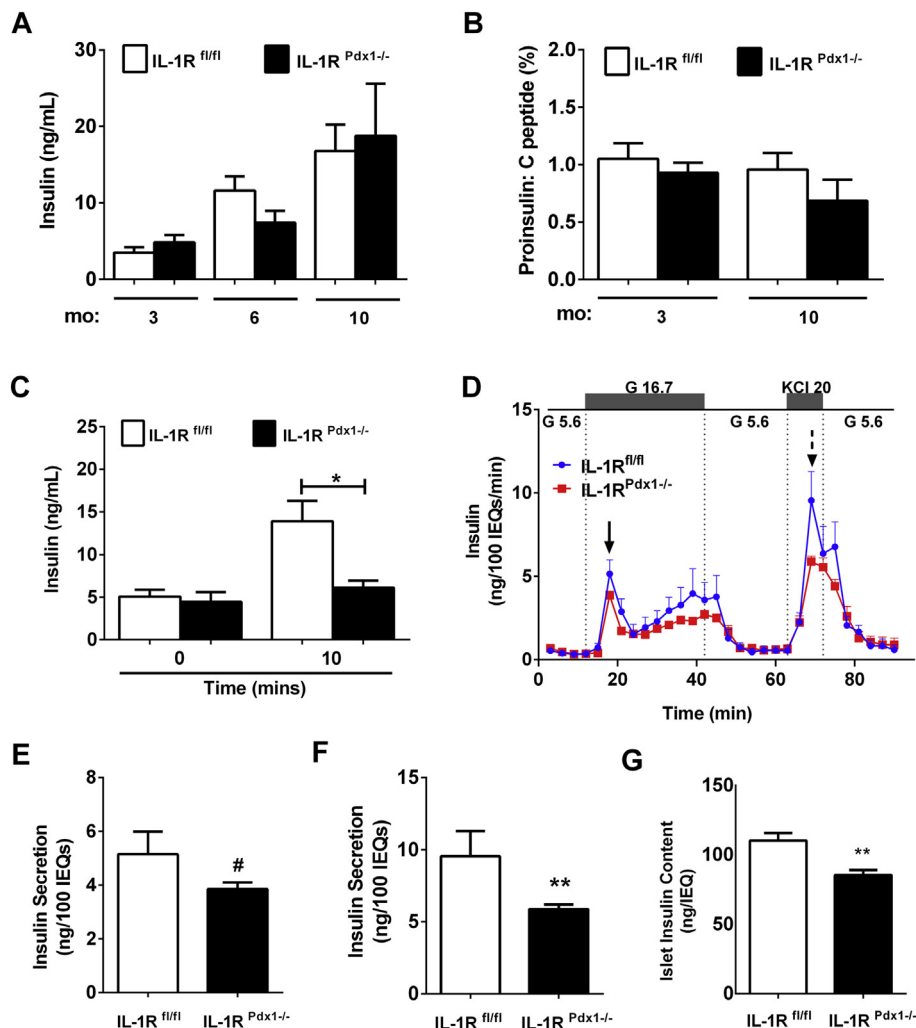 A
30
20
10
0
Insulin (ng/mL)
IL-1R fl/fl
IL-1R Pdx1-/-
mo:
3
6
10
B
2.0
1.5
1.0
0.5
0.0
Proinsulin: C peptide (%)
IL-1R fl/fl
IL-1R Pdx1-/-
mo:
3
10
C
25
20
15
10
5
0
Insulin (ng/mL)
IL-1R fl/fl
IL-1R Pdx1-/-
*
0
10
Time (mins)
D
G 16.7
KCl 20
G 5.6
G 5.6
G 5.6
15
10
5
0
Insulin
(ng/100 IEQs/min)
IL-1R fl/fl
IL-1R Pdx1-/-
0
20
40
60
80
Time (min)
E
8
6
4
2
0
Insulin Secretion
(ng/100 IEQs)
#
IL-1R fl/fl
IL-1R Pdx1-/-
F
15
10
5
0
Insulin Secretion
(ng/100 IEQs)
**
IL-1R fl/fl
IL-1R Pdx1-/-
G
150
100
50
0
Islet Insulin Content
(ng/IEQ)
**
IL-1R fl/fl
IL-1R Pdx1-/-